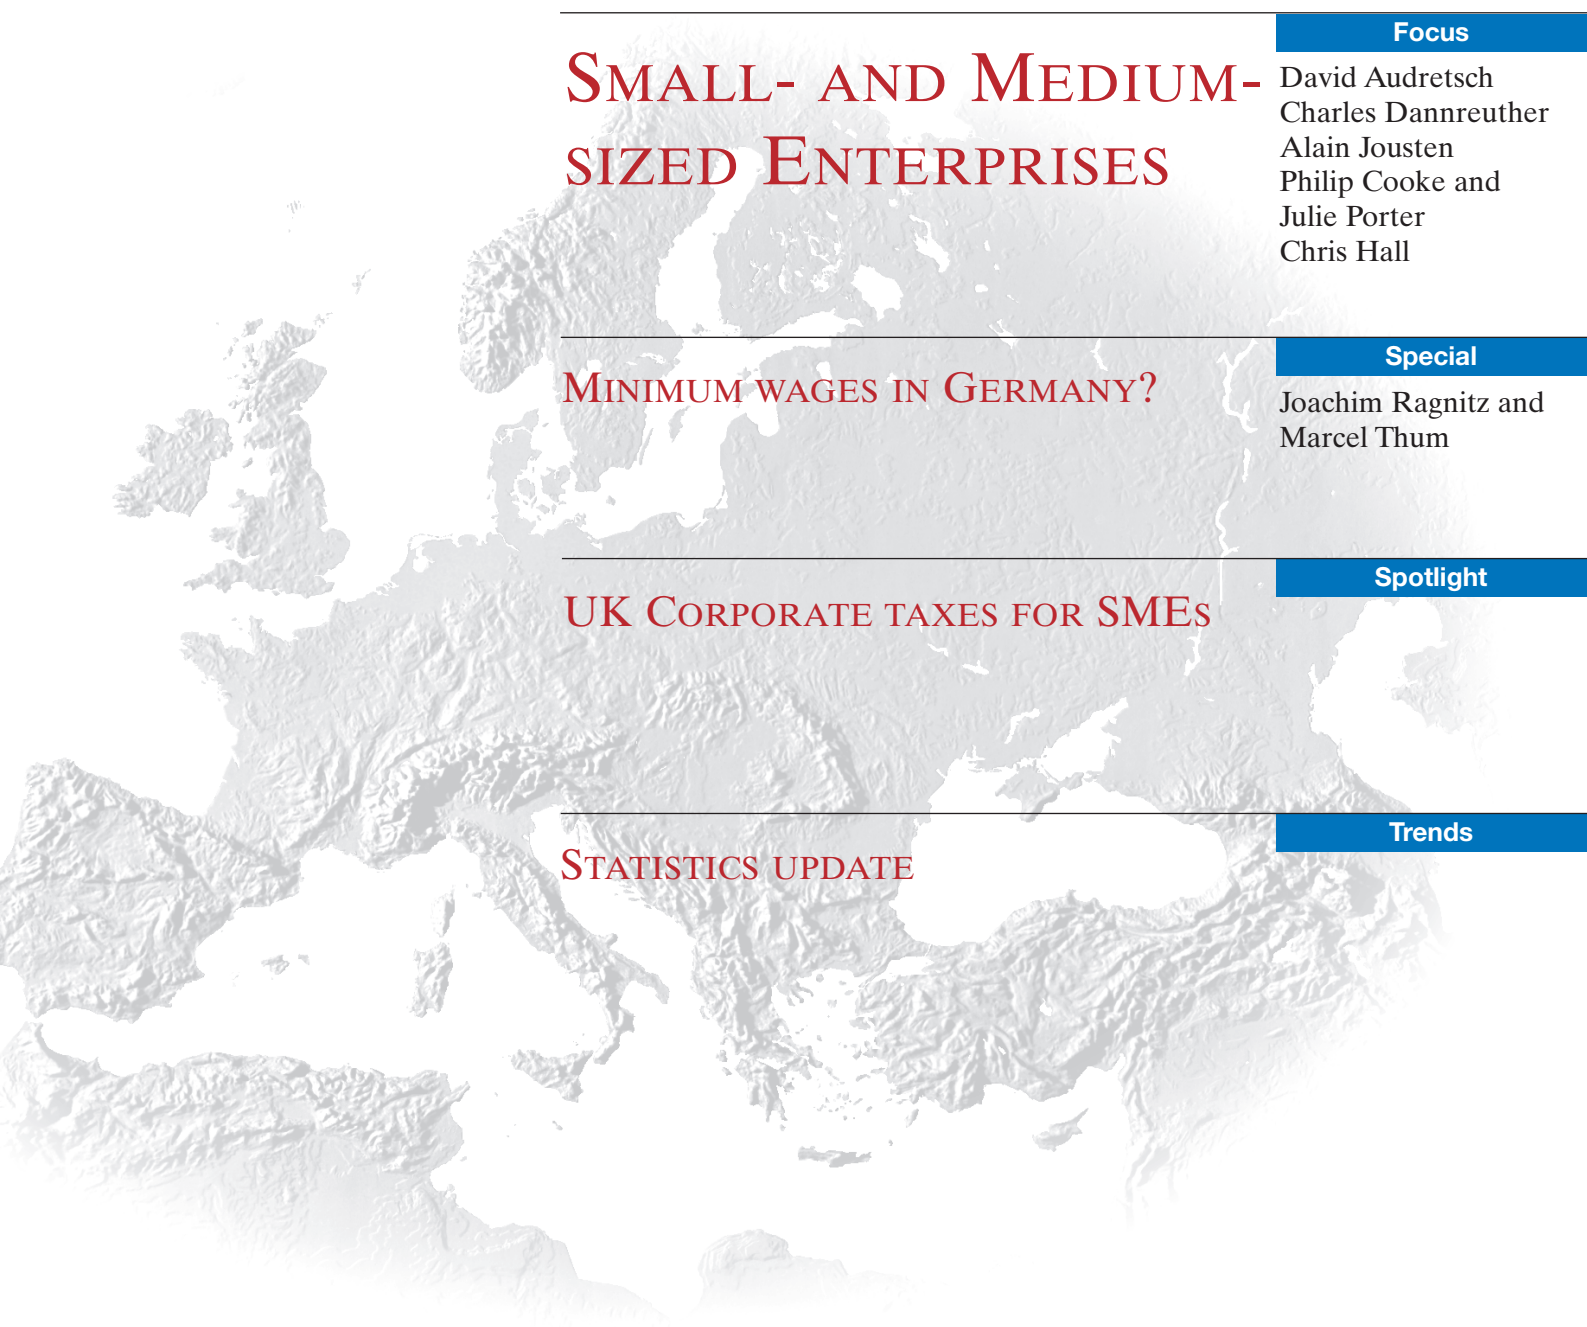 Focus
Small- and Medium-
sized Enterprises
David Audretsch
Charles Dannreuther
Alain Jousten
Philip Cooke and
Julie Porter
Chris Hall
Special
Minimum wages in Germany?
Joachim Ragnitz and
Marcel Thum
Spotlight
UK Corporate taxes for SMEs
Trends
Statistics update